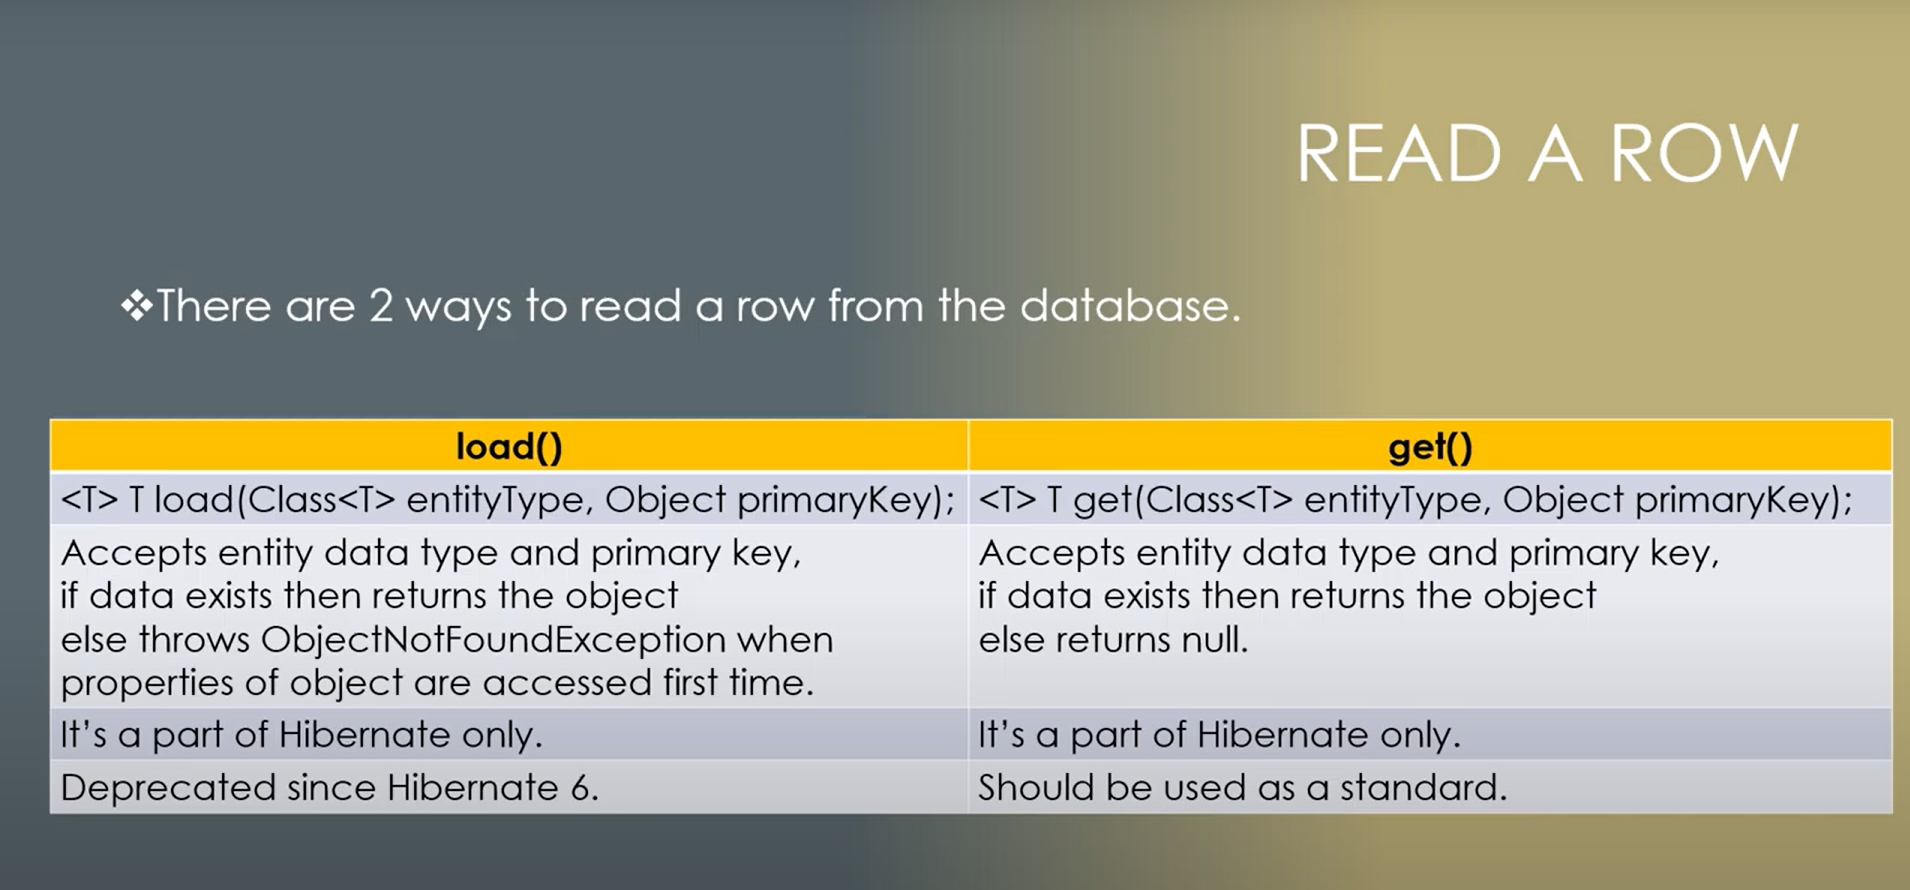 READ A ROW
❖There are 2 ways to read a row from the database.
load()
get()
<T> T load(Class<T> entityType, Object primaryKey);
<T> T get(Class<T> entityType, Object primaryKey);
Accepts entity data type and primary key,
if data exists then returns the object
else throws ObjectNotFoundException when
properties of object are accessed first time.
Accepts entity data type and primary key,
if data exists then returns the object
else returns null.
It's a part of Hibernate only.
It's a part of Hibernate only.
Deprecated since Hibernate 6.
Should be used as a standard.